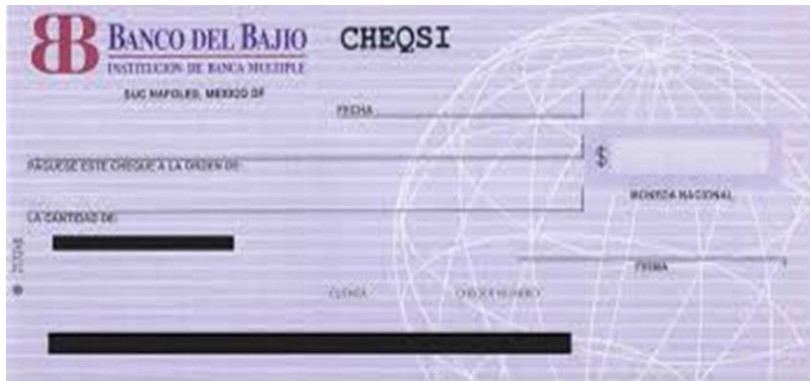 BB BANCO DEL BAJIO
INSTITUCION DE BANCA MULTIPLE
CHEQSI
SUC NAPOLES, MEXICO DF
FECHA
PAGUESE ESTE CHEQUE A LA ORDEN DE:
$
MONEDA NACIONAL
LA CANTIDAD DE:
FIRMA
CUENTA
CHEQUE NUMERO